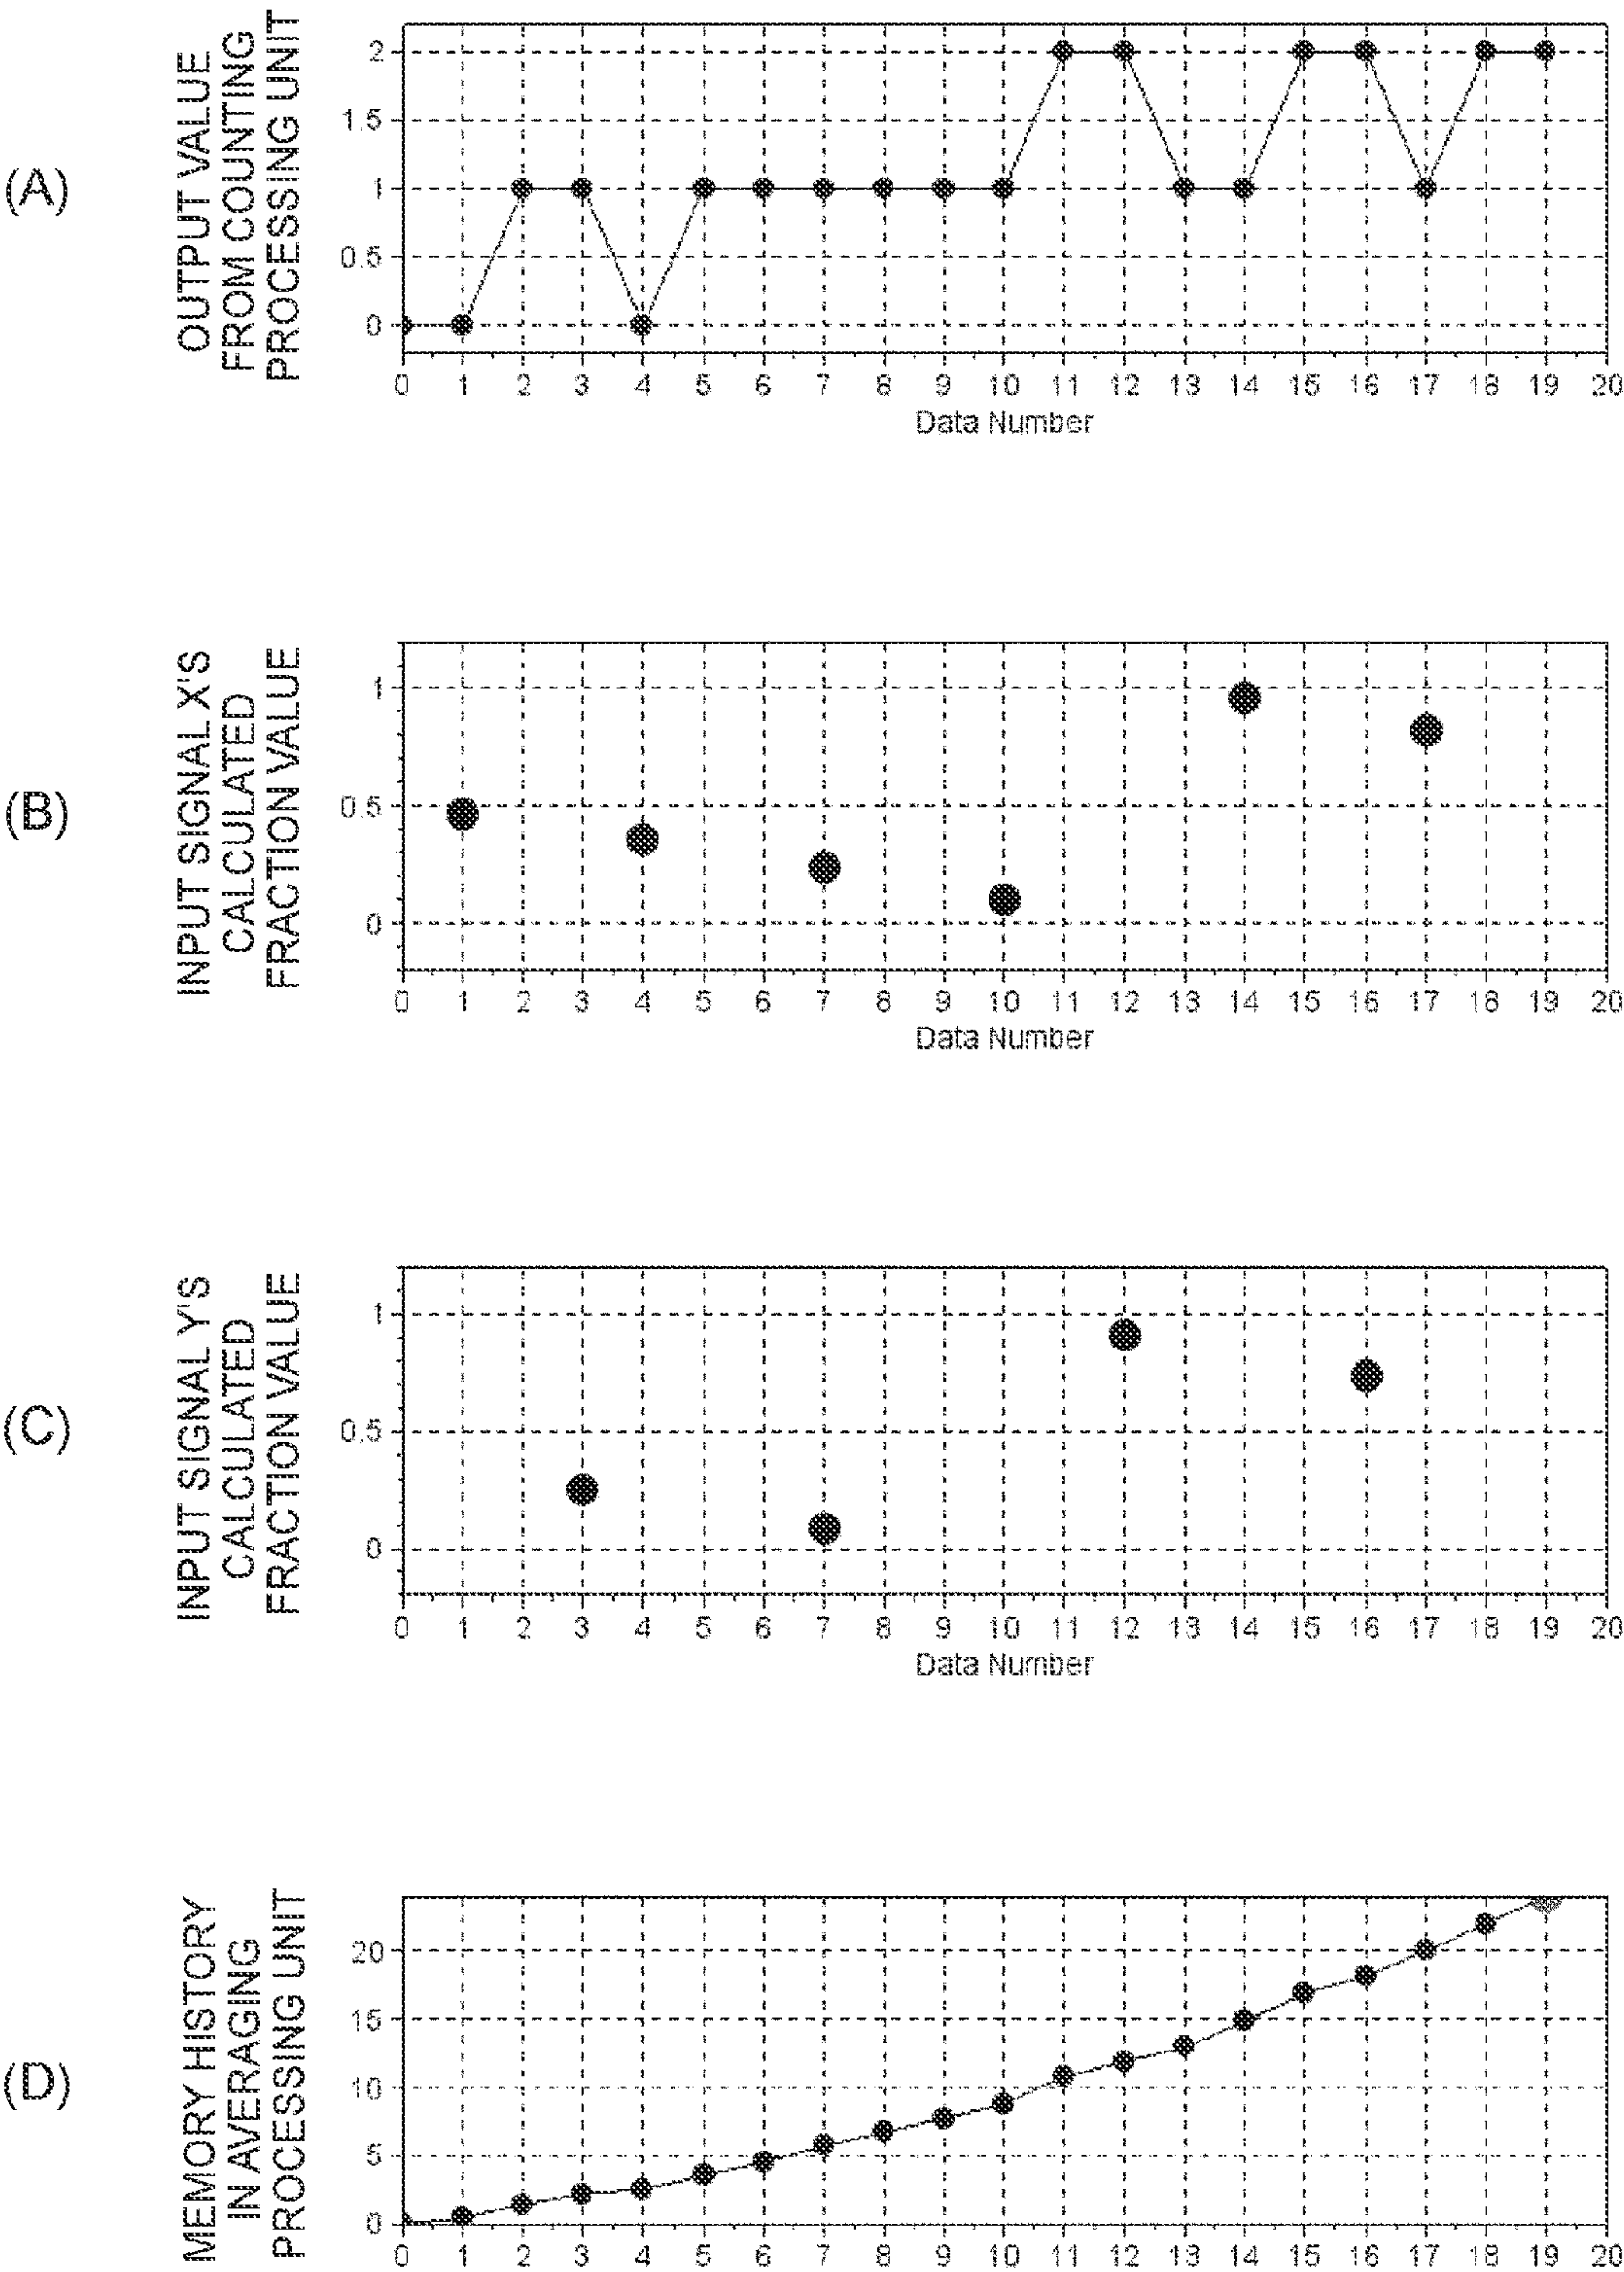 (A)
OUTPUT VALUE
FROM COUNTING
PROCESSING UNIT
2
1.5
1
0.5
0
0 1 2 3 4 5 6 7 8 9 10 11 12 13 14 15 16 17 18 19 20
Data Number
(B)
INPUT SIGNAL X'S
CALCULATED
FRACTION VALUE
1
0.5
0
0 1 2 3 4 5 6 7 8 9 10 11 12 13 14 15 16 17 18 19 20
Data Number
(C)
INPUT SIGNAL Y'S
CALCULATED
FRACTION VALUE
1
0.5
0
0 1 2 3 4 5 6 7 8 9 10 11 12 13 14 15 16 17 18 19 20
Data Number
(D)
MEMORY HISTORY
IN AVERAGING
PROCESSING UNIT
20
15
10
5
0
0 1 2 3 4 5 6 7 8 9 10 11 12 13 14 15 16 17 18 19 20